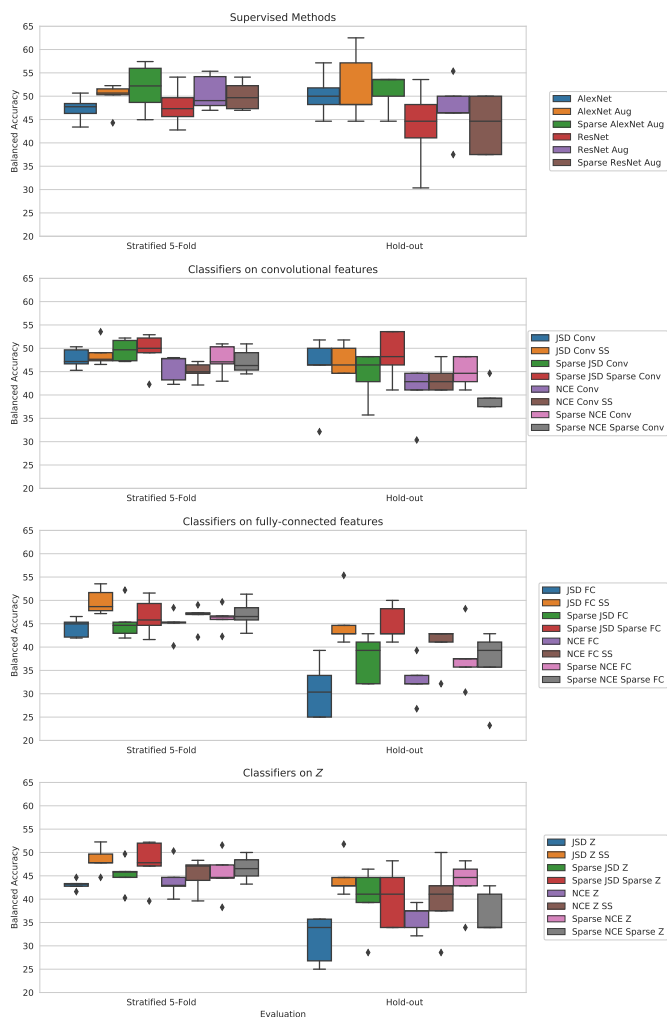 Supervised Methods
65
60
55
50
45
40
35
30
25
20
Balanced Accuracy
Stratified 5-Fold
Hold-out
AlexNet
AlexNet Aug
Sparse AlexNet Aug
ResNet
ResNet Aug
Sparse ResNet Aug
Classifiers on convolutional features
65
60
55
50
45
40
35
30
25
20
Balanced Accuracy
Stratified 5-Fold
Hold-out
JSD Conv
JSD Conv SS
Sparse JSD Conv
Sparse JSD Sparse Conv
NCE Conv
NCE Conv SS
Sparse NCE Conv
Sparse NCE Sparse Conv
Classifiers on fully-connected features
65
60
55
50
45
40
35
30
25
20
Balanced Accuracy
Stratified 5-Fold
Hold-out
JSD FC
JSD FC SS
Sparse JSD FC
Sparse JSD Sparse FC
NCE FC
NCE FC SS
Sparse NCE FC
Sparse NCE Sparse FC
Classifiers on Z
65
60
55
50
45
40
35
30
25
20
Balanced Accuracy
Stratified 5-Fold
Hold-out
Evaluation
JSD Z
JSD Z SS
Sparse JSD Z
Sparse JSD Sparse Z
NCE Z
NCE Z SS
Sparse NCE Z
Sparse NCE Sparse Z